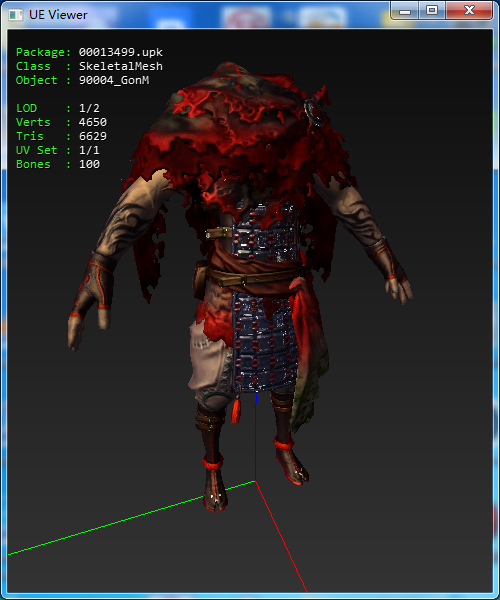 UE Viewer
Package: 00013499.upk
Class  : SkeletalMesh
Object : 90004_GonM
LOD    : 1/2
Verts  : 4650
Tris   : 6629
UV Set : 1/1
Bones  : 100